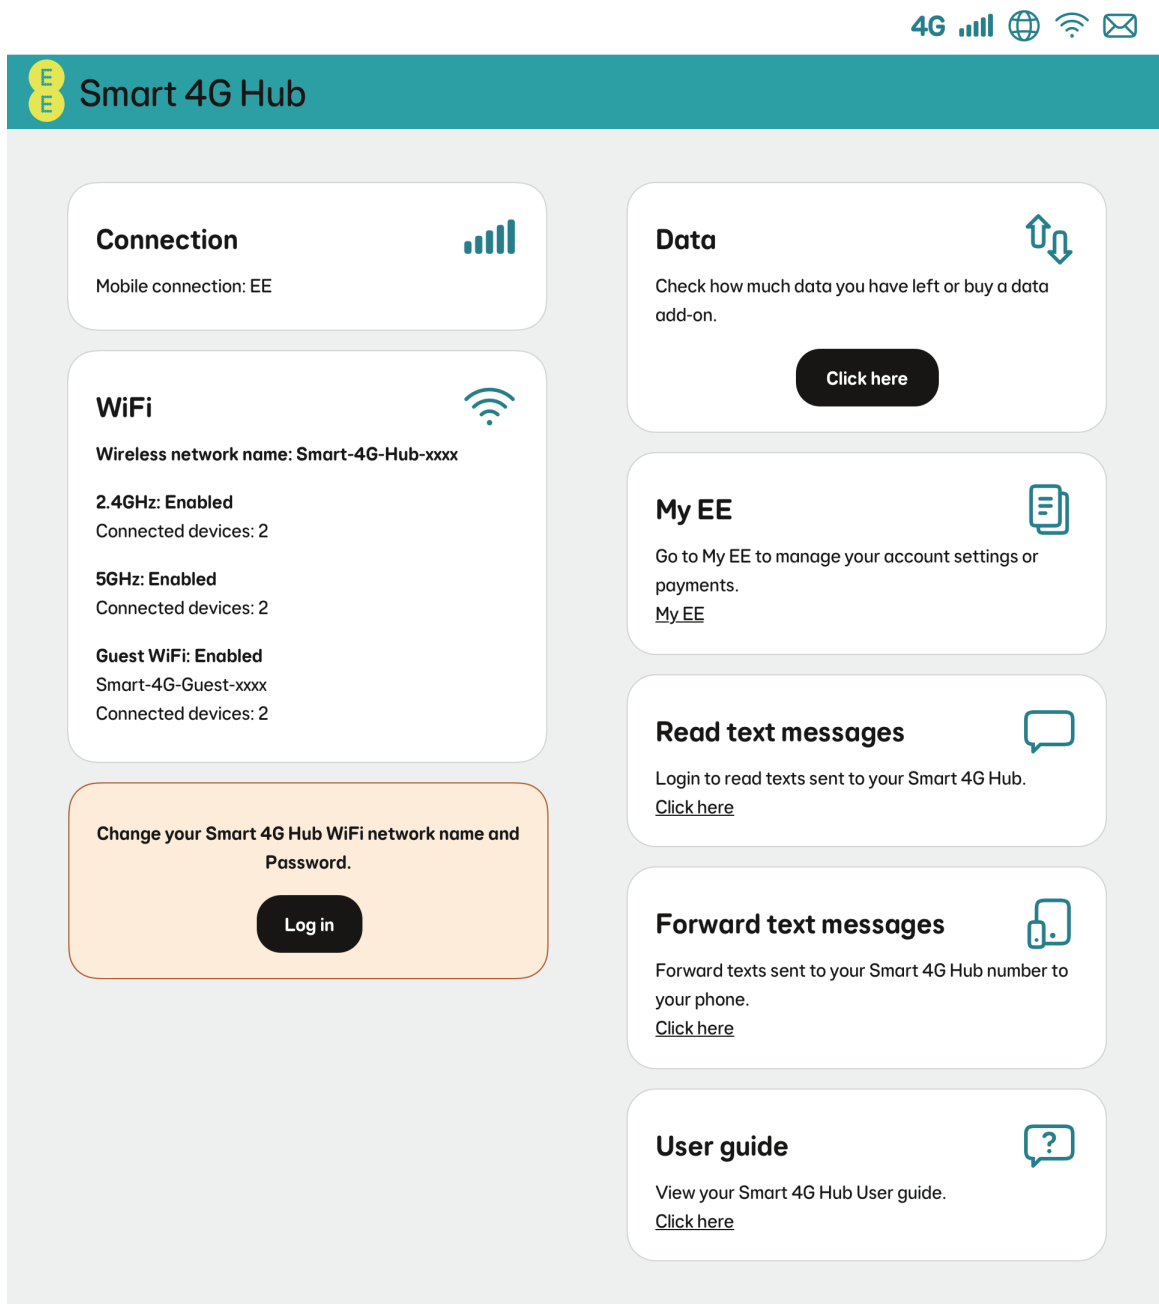 4G
E
E
Smart 4G Hub
Connection
Mobile connection: EE
WiFi
Wireless network name: Smart-4G-Hub-xxxx
2.4GHz: Enabled
Connected devices: 2
5GHz: Enabled
Connected devices: 2
Guest WiFi: Enabled
Smart-4G-Guest-xxxx
Connected devices: 2
Change your Smart 4G Hub WiFi network name and
Password.
Log in
Data
Check how much data you have left or buy a data
add-on.
Click here
My EE
Go to My EE to manage your account settings or
payments.
My EE
Read text messages
Login to read texts sent to your Smart 4G Hub.
Click here
Forward text messages
Forward texts sent to your Smart 4G Hub number to
your phone.
Click here
User guide
?
View your Smart 4G Hub User guide.
Click here